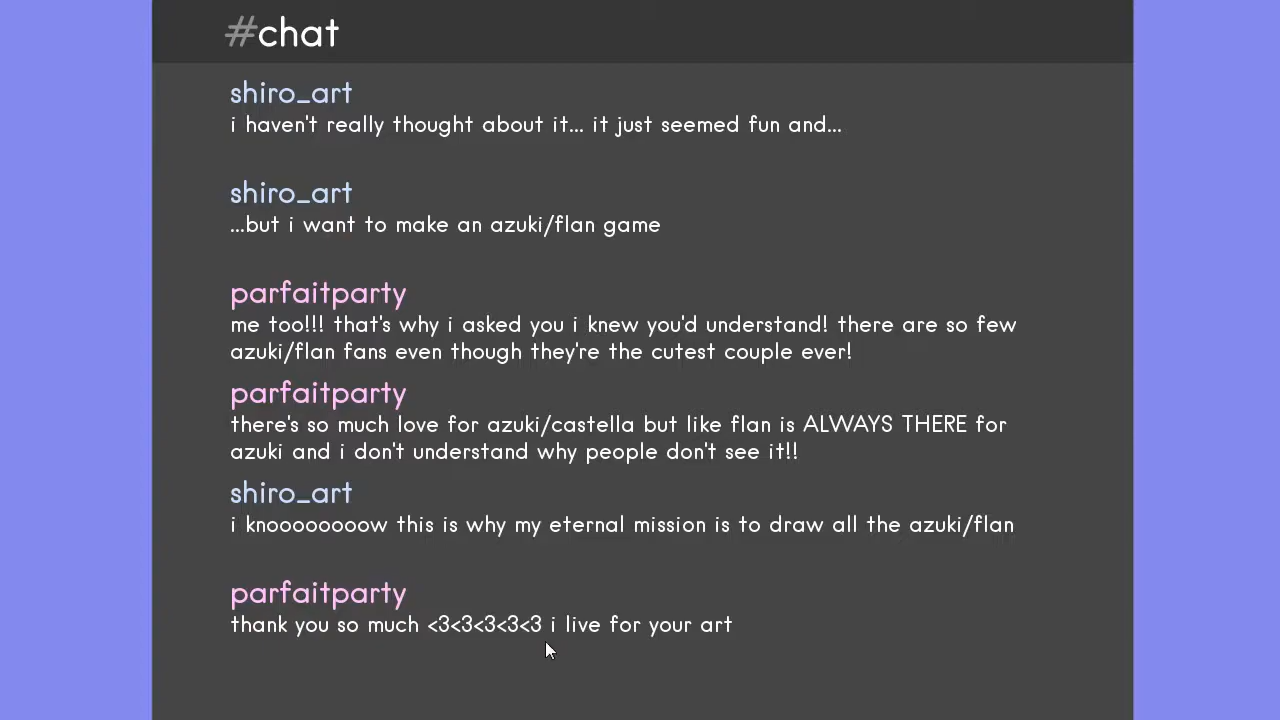 #chat
shiro_art
i haven't really thought about it... it just seemed fun and...
shiro_art
...but i want to make an azuki/flan game
parfaitparty
me too!!! that's why i asked you i knew you'd understand! there are so few
azuki/flan fans even though they're the cutest couple ever!
parfaitparty
there's so much love for azuki/castella but like flan is ALWAYS THERE for
azuki and i don't understand why people don't see it!!
shiro_art
i knoooooooow this is why my eternal mission is to draw all the azuki/flan
parfaitparty
thank you so much <3<3<3<3<3 i live for your art